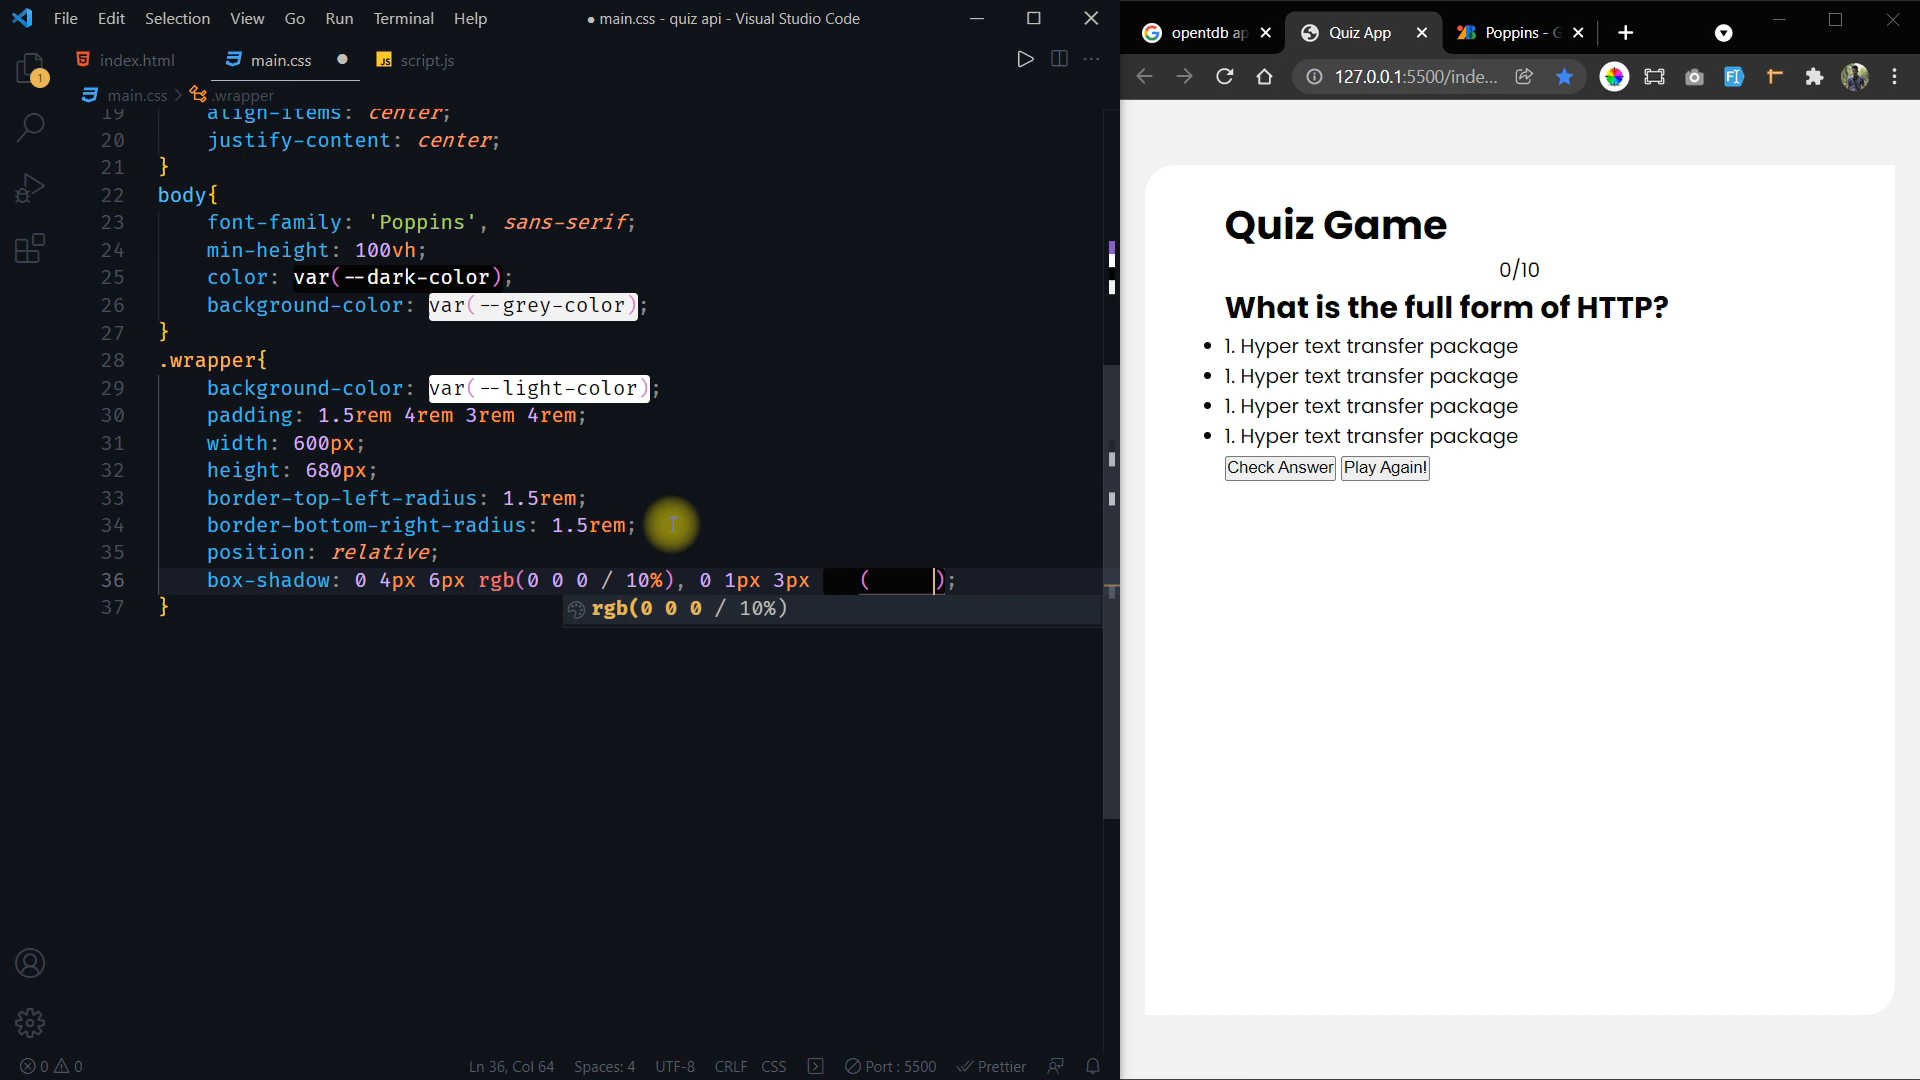 File Edit Selection View Go Run Terminal Help
● main.css - quiz api - Visual Studio Code
index.html
main.css
script.js
main.css > .wrapper
19 align-items: center;
20 justify-content: center;
21 }
22 body{
23 font-family: 'Poppins', sans-serif;
24 min-height: 100vh;
25 color: var(--dark-color);
26 background-color: var(--grey-color);
27 }
28 .wrapper{
29 background-color: var(--light-color);
30 padding: 1.5rem 4rem 3rem 4rem;
31 width: 600px;
32 height: 680px;
33 border-top-left-radius: 1.5rem;
34 border-bottom-right-radius: 1.5rem;
35 position: relative;
36 box-shadow: 0 4px 6px rgb(0 0 0 / 10%), 0 1px 3px ( );
rgb(0 0 0 / 10%)
37 }
1
0 0
Ln 36, Col 64 Spaces: 4 UTF-8 CRLF CSS Port : 5500 Prettier
opentdb ap
Quiz App
Poppins - G
127.0.0.1:5500/inde...
Quiz Game
0/10
What is the full form of HTTP?
• 1. Hyper text transfer package
• 1. Hyper text transfer package
• 1. Hyper text transfer package
• 1. Hyper text transfer package
Check Answer Play Again!